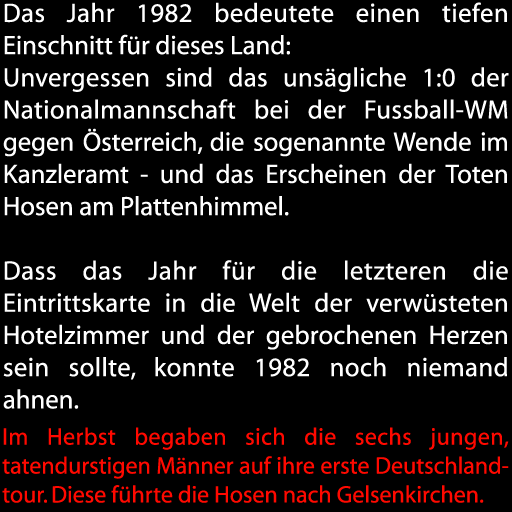 Das Jahr 1982 bedeutete einen tiefen
Einschnitt für dieses Land:
Unvergessen sind das unsägliche 1:0 der
Nationalmannschaft bei der Fussball-WM
gegen Österreich, die sogenannte Wende im
Kanzleramt - und das Erscheinen der Toten
Hosen am Plattenhimmel.
Dass das Jahr für die letzteren die
Eintrittskarte in die Welt der verwüsteten
Hotelzimmer und der gebrochenen Herzen
sein sollte, konnte 1982 noch niemand
ahnen.
Im Herbst begaben sich die sechs jungen,
tatendurstigen Männer auf ihre erste Deutschland-
tour. Diese führte die Hosen nach Gelsenkirchen.